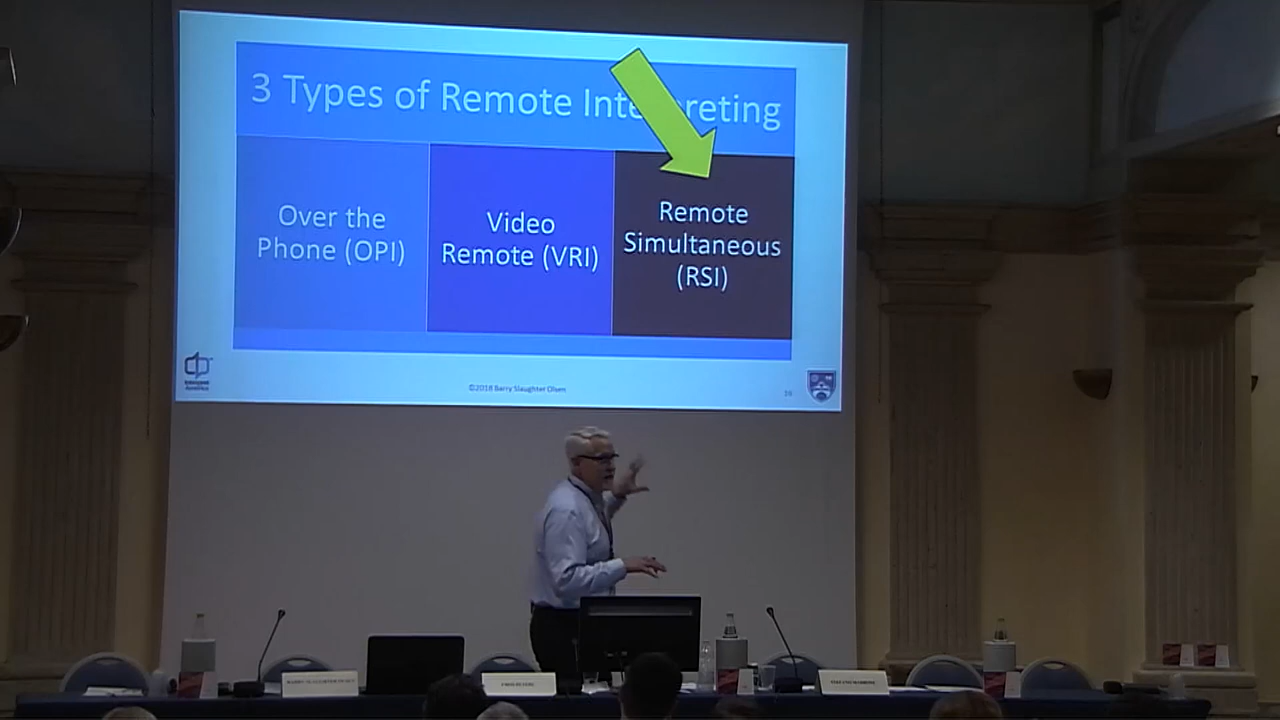 3 Types of Remote Interpreting
Over the
Phone (OPI)
Video
Remote (VRI)
Remote
Simultaneous
(RSI)
©2018 Barry Slaughter Olsen